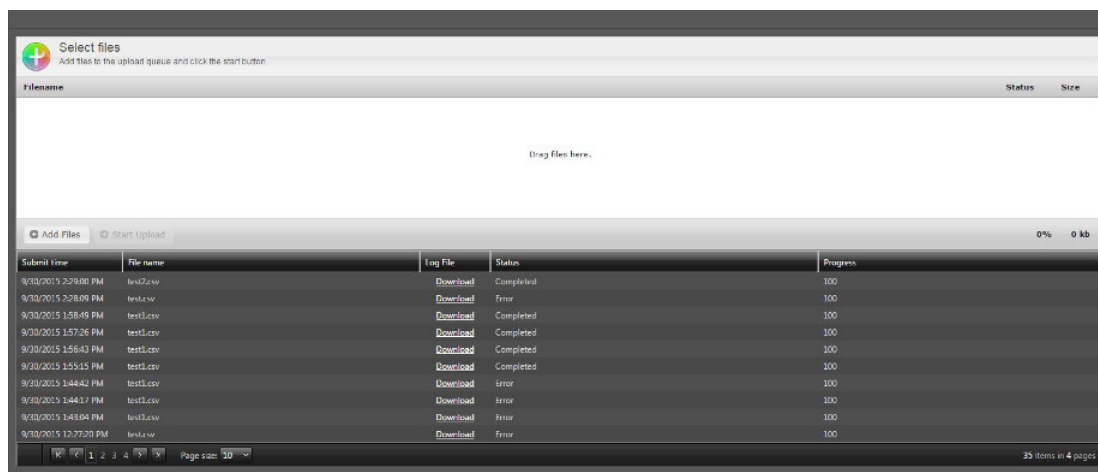 Select files
Add files to the upload queue and click the start button
Filename Status Size
Drag files here.
Add Files Start Upload 0% 0 kb
Submit time File name Log File Status Progress
9/30/2015 2:29:00 PM test2.csv Download Completed 100
9/30/2015 2:28:09 PM test.csv Download Error 100
9/30/2015 1:58:49 PM test1.csv Download Completed 100
9/30/2015 1:57:26 PM test1.csv Download Completed 100
9/30/2015 1:56:43 PM test1.csv Download Completed 100
9/30/2015 1:55:15 PM test1.csv Download Completed 100
9/30/2015 1:44:42 PM test1.csv Download Error 100
9/30/2015 1:44:17 PM test1.csv Download Error 100
9/30/2015 1:43:04 PM test1.csv Download Error 100
9/30/2015 12:27:20 PM test.csv Download Error 100
1 2 3 4 Page size: 10 35 items in 4 pages